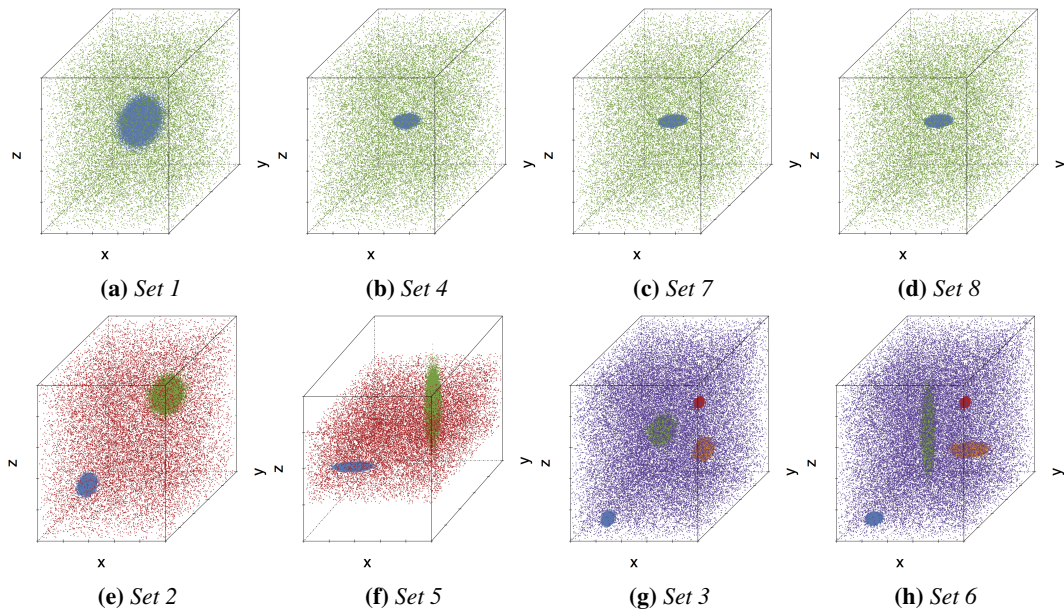 z y z y z y z y
x x x x
(a) Set 1 (b) Set 4 (c) Set 7 (d) Set 8
z y z y z y z y
x x x x
(e) Set 2 (f) Set 5 (g) Set 3 (h) Set 6